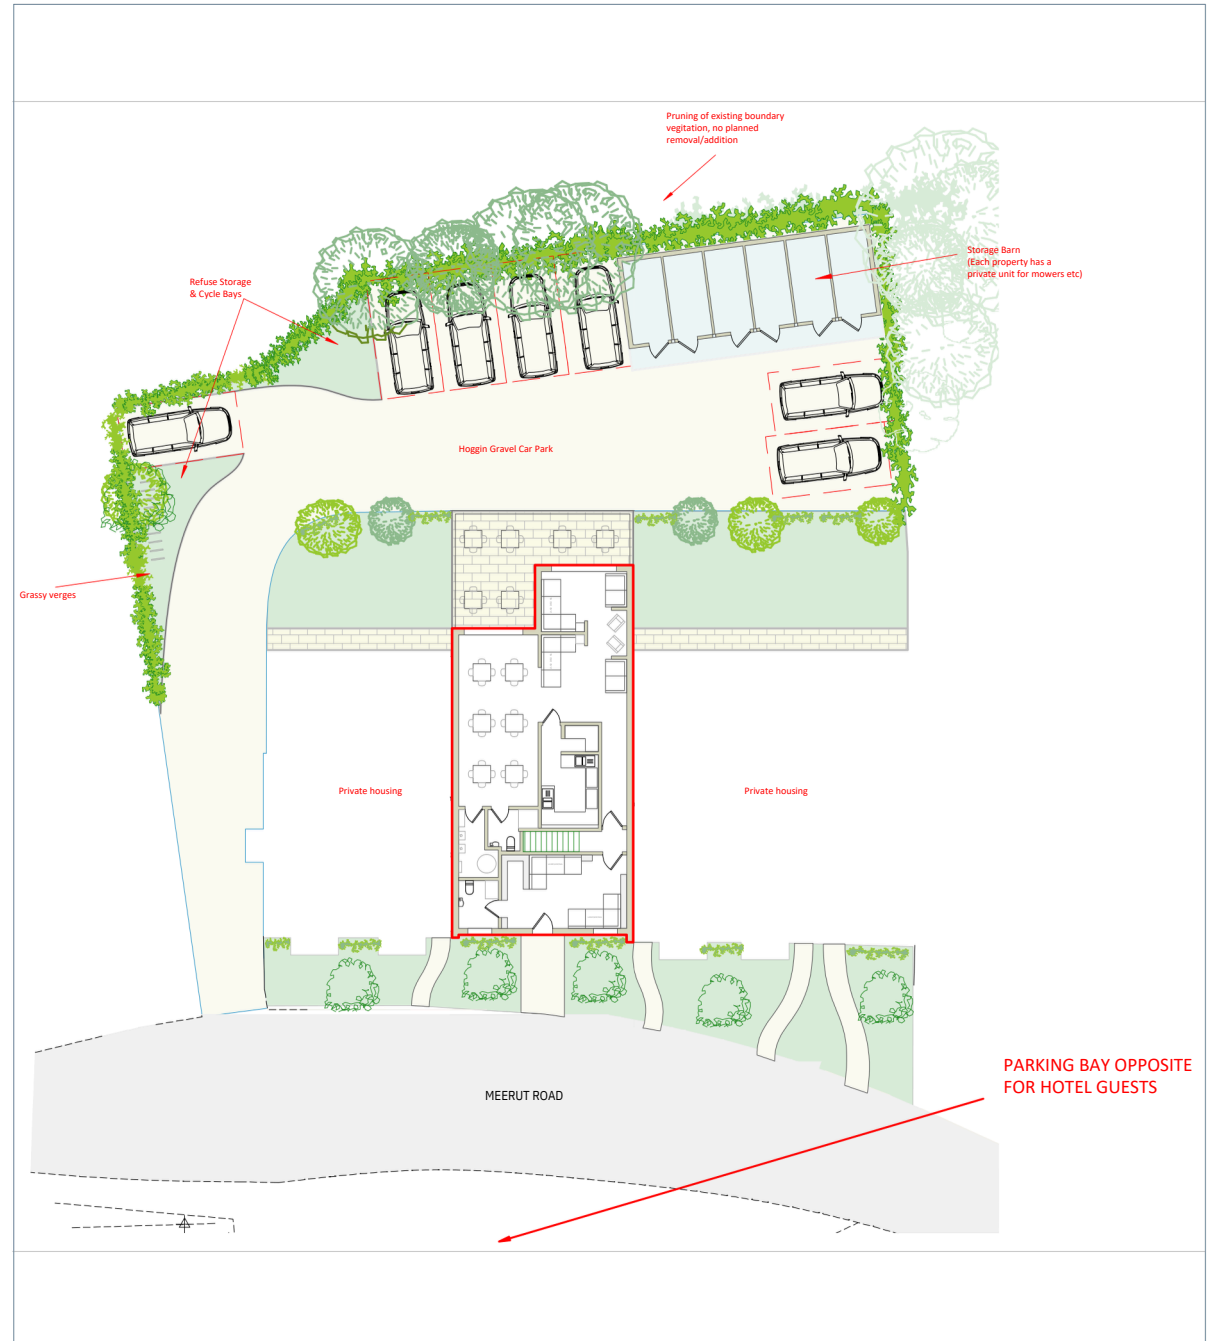 Pruning of existing boundary
vegitation, no planned
removal/addition
Storage Barn
(Each property has a
private unit for mowers etc)
Refuse Storage
& Cycle Bays
Hoggin Gravel Car Park
Grassy verges
Private housing
Private housing
PARKING BAY OPPOSITE
FOR HOTEL GUESTS
MEERUT ROAD